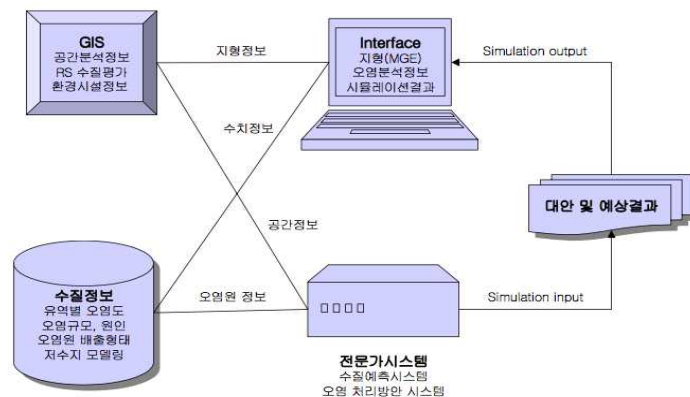 GIS
공간분석정보
RS 수질평가
환경시설정보
지형정보
Interface
지형(MGE)
오염분석정보
시뮬레이션결과
Simulation output
수치정보
대안 및 예상결과
공간정보
수질정보
유역별 오염도
오염규모, 원인
오염원 배출형태
저수지 모델링
오염원 정보
Simulation input
전문가시스템
수질예측시스템
오염 처리방안 시스템